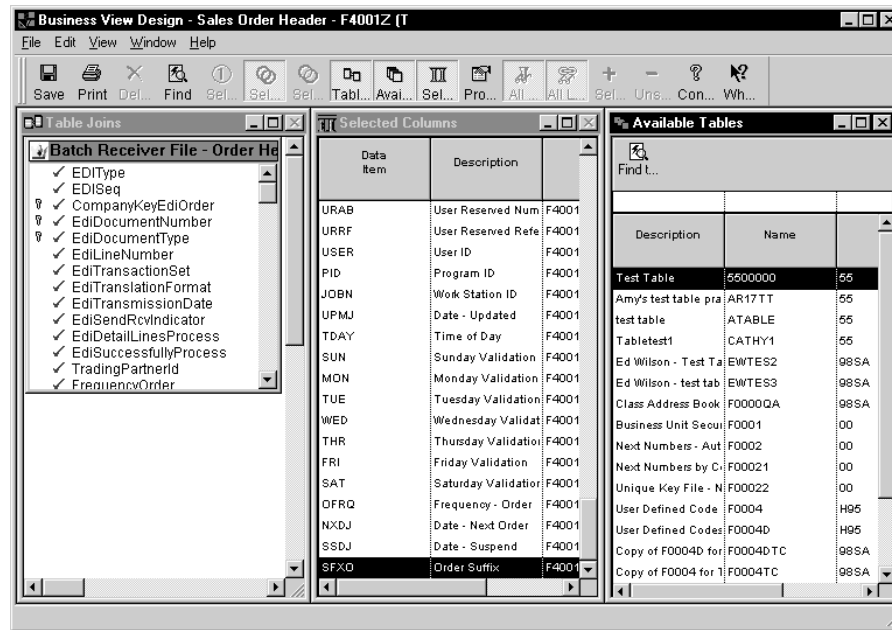 Business View Design - Sales Order Header - F4001Z (T
File Edit View Window Help
Save Print Del... Find Sel... Sel... Sel... Tabl... Avai... Sel... Pro... All ... All L... Sel... Uns... Con... Wh...
Table Joins
Batch Receiver File - Order He
EDIType
EDISeq
CompanyKeyEdiOrder
EdiDocumentNumber
EdiDocumentType
EdiLineNumber
EdiTransactionSet
EdiTranslationFormat
EdiTransmissionDate
EdiSendRcvIndicator
EdiDetailLinesProcess
EdiSuccessfullyProcess
TradingPartnerId
FrequencyOrder
Selected Columns
Data Item Description
URAB User Reserved Num F4001
URRF User Reserved Refe F4001
USER User ID F4001
PID Program ID F4001
JOBN Work Station ID F4001
UPMJ Date - Updated F4001
TDAY Time of Day F4001
SUN Sunday Validation F4001
MON Monday Validation F4001
TUE Tuesday Validation F4001
WED Wednesday Validat F4001
THR Thursday Validation F4001
FRI Friday Validation F4001
SAT Saturday Validation F4001
OFRQ Frequency - Order F4001
NXDJ Date - Next Order F4001
SSDJ Date - Suspend F4001
SFXO Order Suffix F4001
Available Tables
Find t...
Description Name
Test Table 5500000 55
Amy's test table pra AR17TT 55
test table ATABLE 55
Tabletest1 CATHY1 55
Ed Wilson - Test Ta EWTES2 98SA
Ed Wilson - test tab EWTES3 98SA
Class Address Book F0000QA 98SA
Business Unit Secur F0001 00
Next Numbers - Aut F0002 00
Next Numbers by C F00021 00
Unique Key File - N F00022 00
User Defined Code F0004 H95
User Defined Codes F0004D H95
Copy of F0004D for F0004DTC 98SA
Copy of F0004 for T F0004TC 98SA